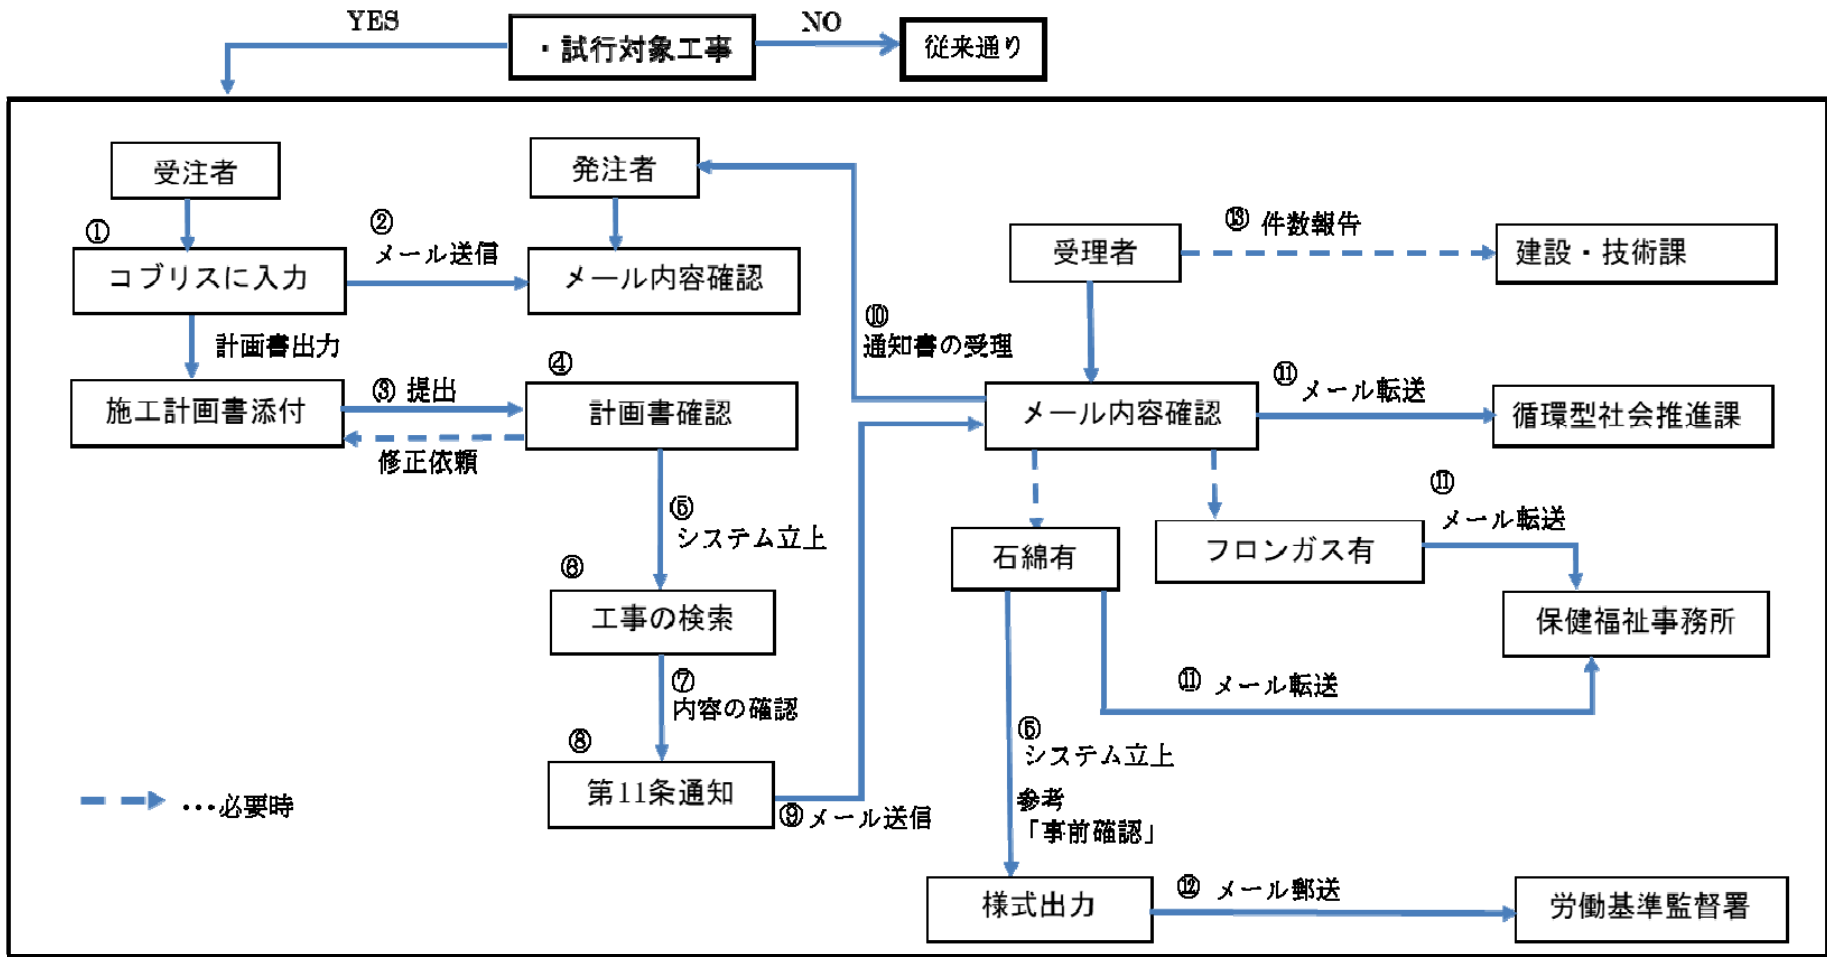 YES
・試行対象工事
NO
従来通り
受注者
発注者
①
②
メール送信
コブリスに入力
メール内容確認
受理者
⑬ 件数報告
建設・技術課
計画書出力
⑩
通知書の受理
施工計画書添付
③ 提出
④
計画書確認
修正依頼
メール内容確認
⑪ メール転送
循環型社会推進課
⑤
システム立上
石綿有
フロンガス有
⑪
メール転送
⑥
工事の検索
保健福祉事務所
⑦
内容の確認
⑪ メール転送
⑧
第11条通知
⑨メール送信
⑤
システム立上
参考
「事前確認」
…必要時
様式出力
⑫ メール郵送
労働基準監督署